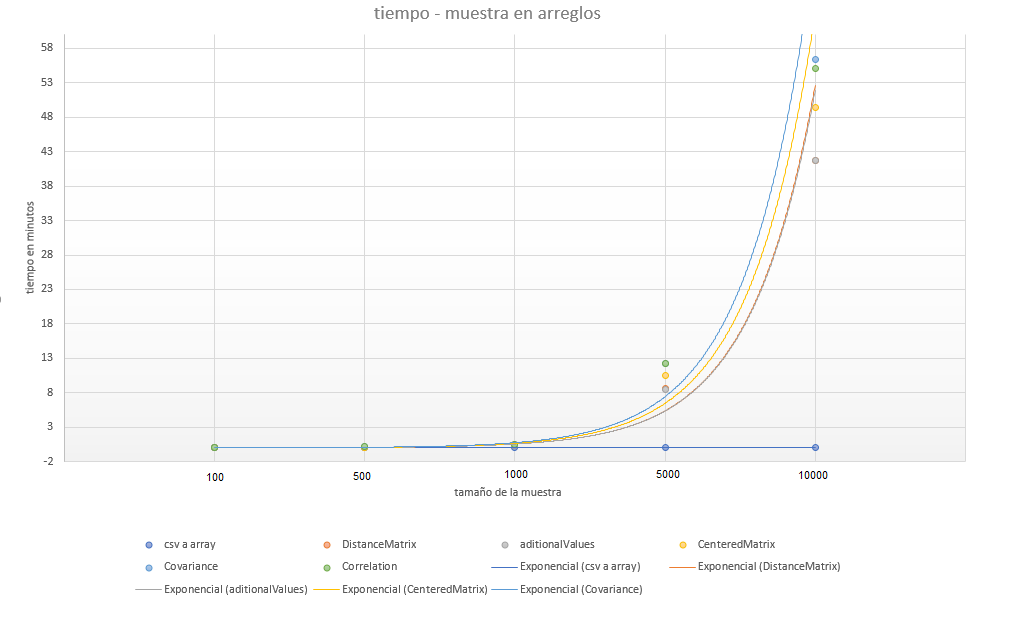 tiempo - muestra en arreglos
58
53
48
43
38
33
28
23
18
13
8
3
-2
tiempo en minutos
100 500 1000 5000 10000
tamaño de la muestra
csv a array DistanceMatrix aditionalValues CenteredMatrix
Covariance Correlation Exponencial (csv a array) Exponencial (DistanceMatrix)
Exponencial (aditionalValues) Exponencial (CenteredMatrix) Exponencial (Covariance)